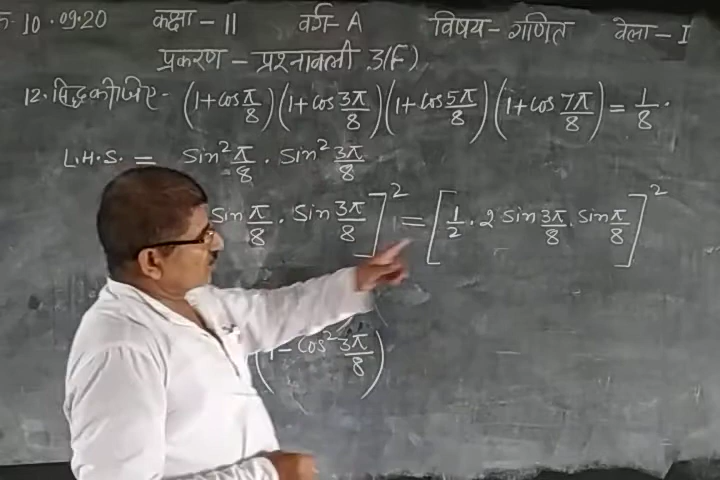 10.09.20 कक्षा - 11 वर्ग - A विषय - गणित वेला - I
प्रकरण - प्रश्नावली 3(F)
12. सिद्ध कीजिए - (1+cos π/8)(1+cos 3π/8)(1+cos 5π/8)(1+cos 7π/8) = 1/8.
L.H.S. = sin² π/8 · sin² 3π/8
sin π/8 · sin 3π/8]² = [1/2 · 2 sin 3π/8 · sin π/8]²
(1 - cos² 3π/8)